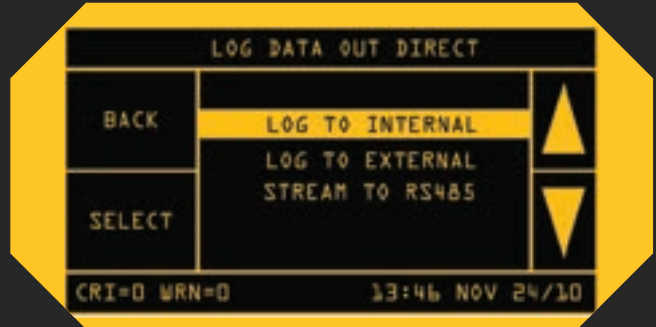 LOG DATA OUT DIRECT
BACK
LOG TO INTERNAL
LOG TO EXTERNAL
STREAM TO RS485
SELECT
CRI=0 WRN=0 13:46 NOV 24/10